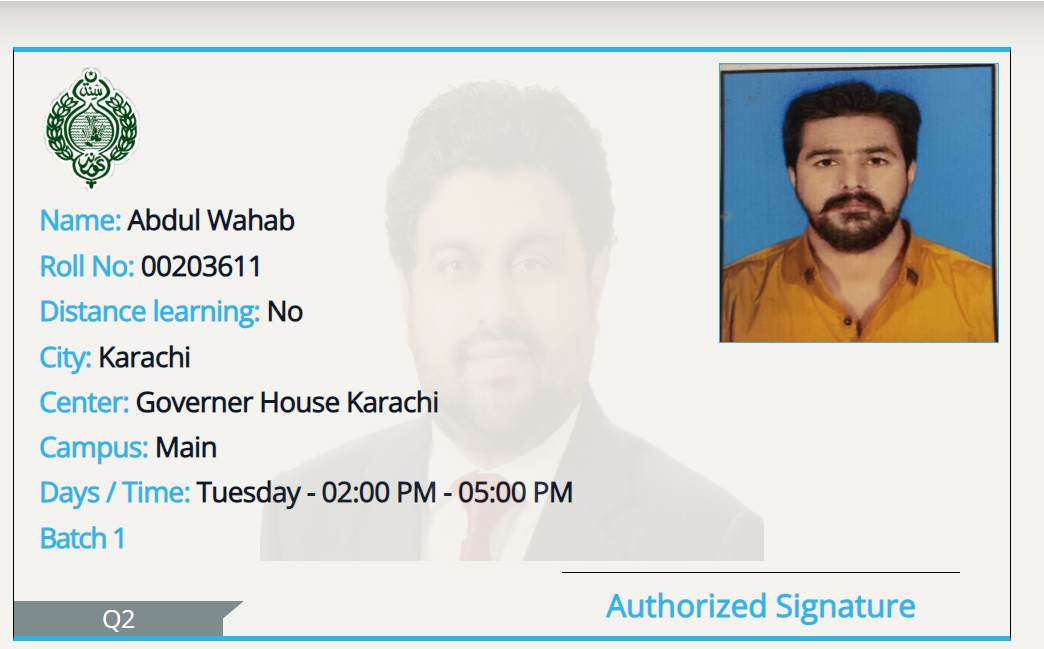 سنڌ
Name: Abdul Wahab
Roll No: 00203611
Distance learning: No
City: Karachi
Center: Governer House Karachi
Campus: Main
Days / Time: Tuesday - 02:00 PM - 05:00 PM
Batch 1
Q2
Authorized Signature